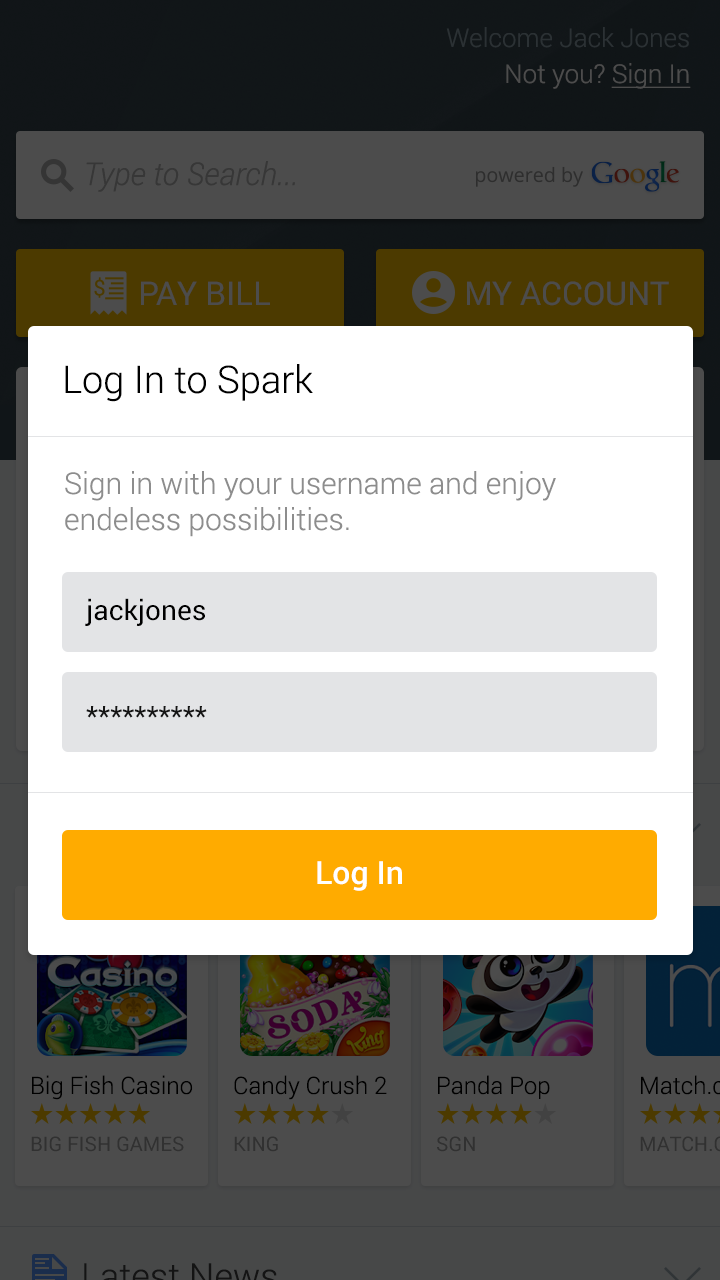 Welcome Jack Jones
Not you? Sign In
Type to Search...
powered by Google
PAY BILL
MY ACCOUNT
Log In to Spark
Sign in with your username and enjoy
endeless possibilities.
jackjones
**********
Log In
Casino
SODA
King
m
Big Fish Casino
Candy Crush 2
Panda Pop
Match.c
BIG FISH GAMES
KING
SGN
MATCH.C
Latest News